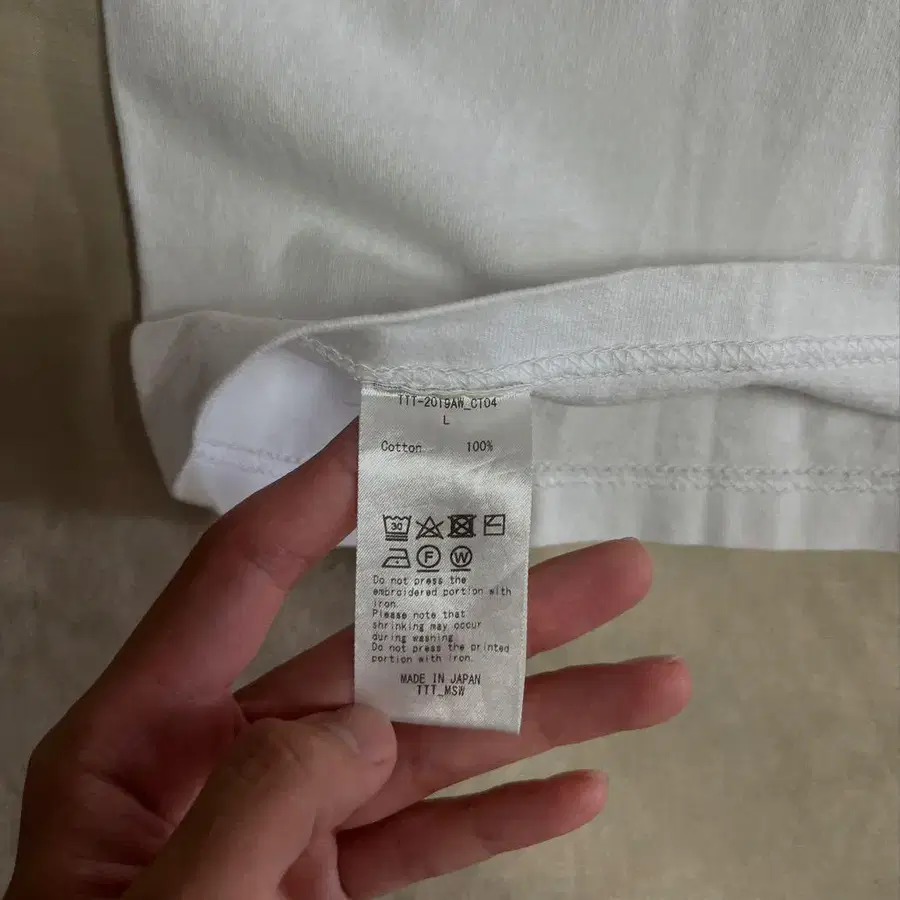 TTT-2019AW_CT04
L
Cotton 100%
30
F W
Do not press the
embroidered portion with
iron.
Please note that
shrinking may occur
during washing
Do not press the printed
portion with iron.
MADE IN JAPAN
TTT_MSW